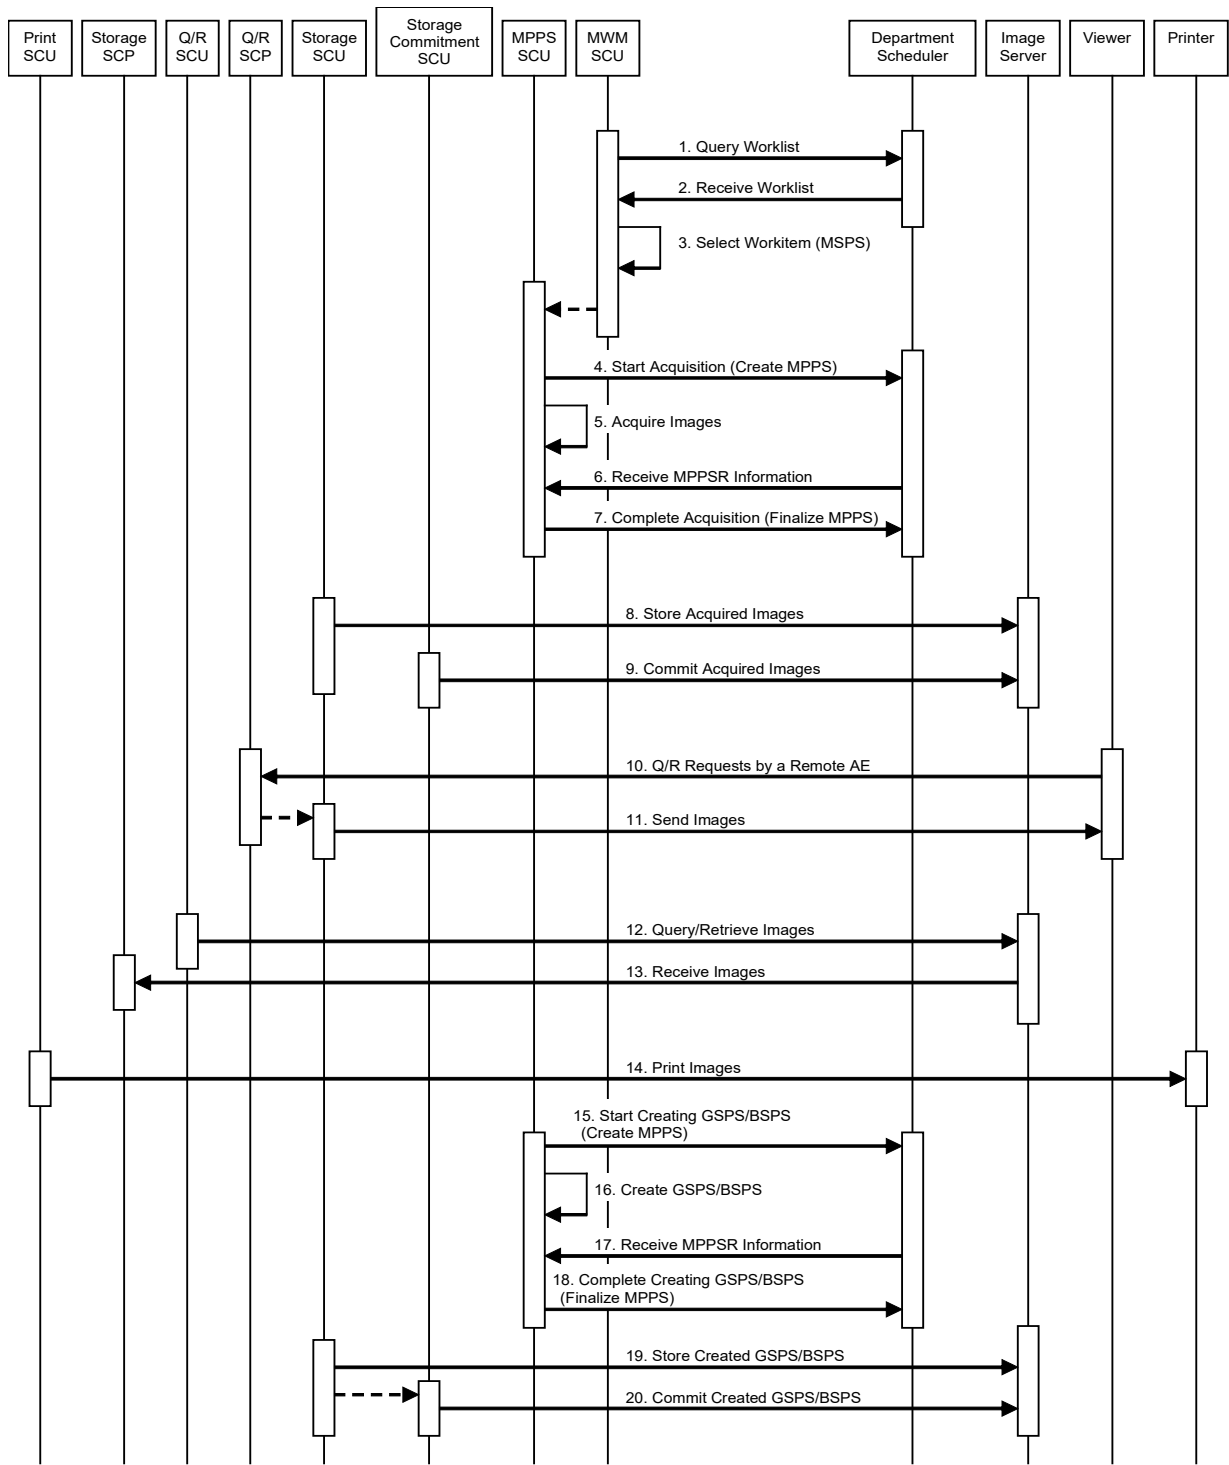 Print
SCU
Storage
SCP
Q/R
SCU
Q/R
SCP
Storage
SCU
Storage
Commitment
SCU
MPPS
SCU
MWM
SCU
Department
Scheduler
Image
Server
Viewer
Printer
1. Query Worklist
2. Receive Worklist
3. Select Workitem (MSPS)
4. Start Acquisition (Create MPPS)
5. Acquire Images
6. Receive MPPSR Information
7. Complete Acquisition (Finalize MPPS)
8. Store Acquired Images
9. Commit Acquired Images
10. Q/R Requests by a Remote AE
11. Send Images
12. Query/Retrieve Images
13. Receive Images
14. Print Images
15. Start Creating GSPS/BSPS
(Create MPPS)
16. Create GSPS/BSPS
17. Receive MPPSR Information
18. Complete Creating GSPS/BSPS
(Finalize MPPS)
19. Store Created GSPS/BSPS
20. Commit Created GSPS/BSPS